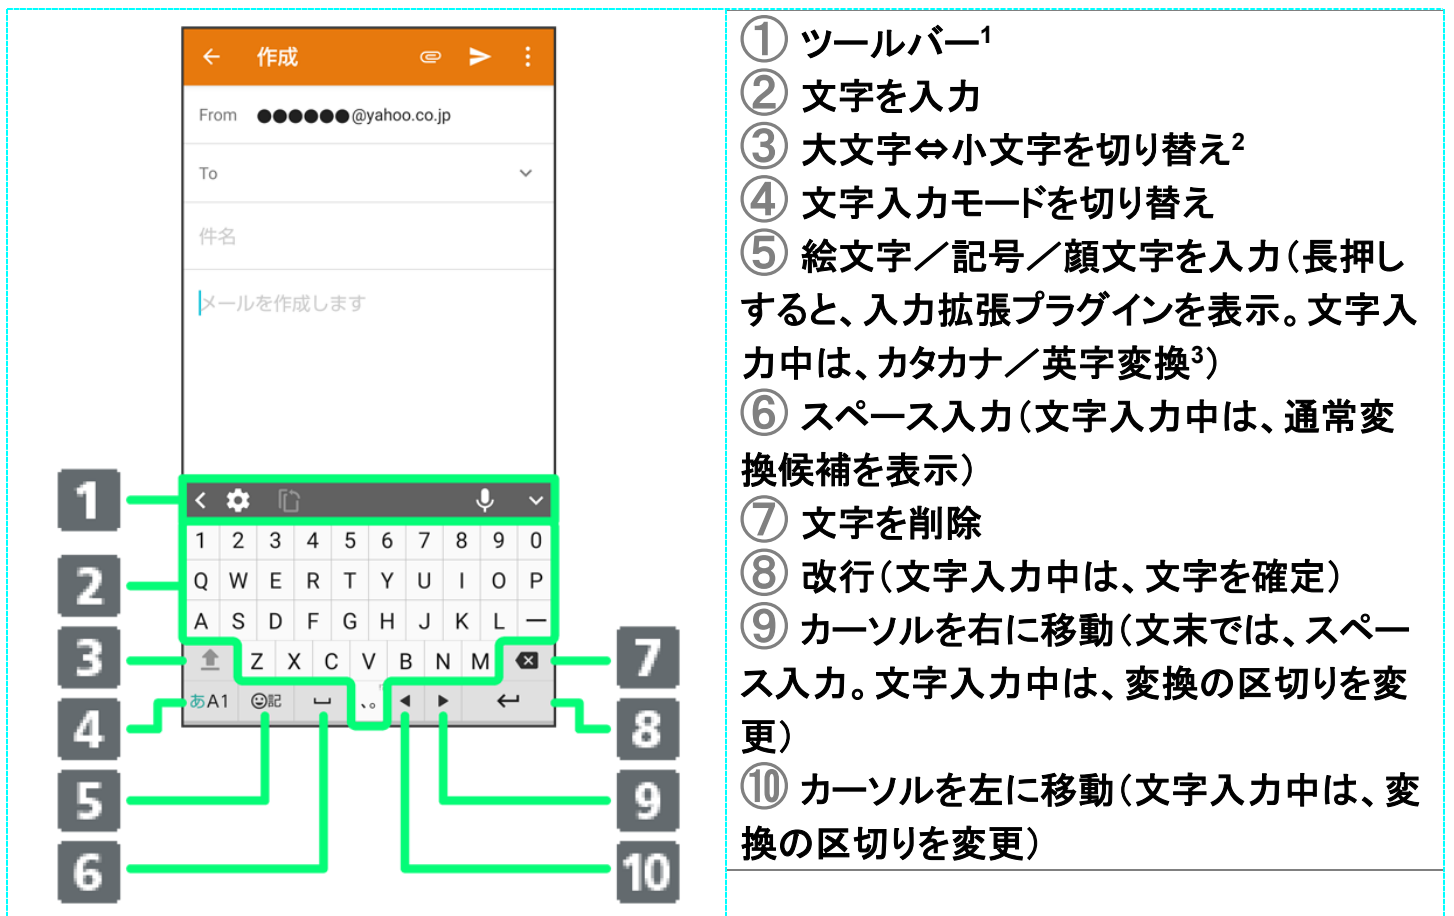 作成
From ●●●●●●@yahoo.co.jp
To
件名
メールを作成します
1
2
3
4
5
6
7
8
9
10
1 2 3 4 5 6 7 8 9 0
Q W E R T Y U I O P
A S D F G H J K L ー
Z X C V B N M
あA1 記 、。
① ツールバー¹
② 文字を入力
③ 大文字⇔小文字を切り替え²
④ 文字入力モードを切り替え
⑤ 絵文字／記号／顔文字を入力（長押し
すると、入力拡張プラグインを表示。文字入
力中は、カタカナ／英字変換³）
⑥ スペース入力（文字入力中は、通常変
換候補を表示）
⑦ 文字を削除
⑧ 改行（文字入力中は、文字を確定）
⑨ カーソルを右に移動（文末では、スペー
ス入力。文字入力中は、変換の区切りを変
更）
⑩ カーソルを左に移動（文字入力中は、変
換の区切りを変更）